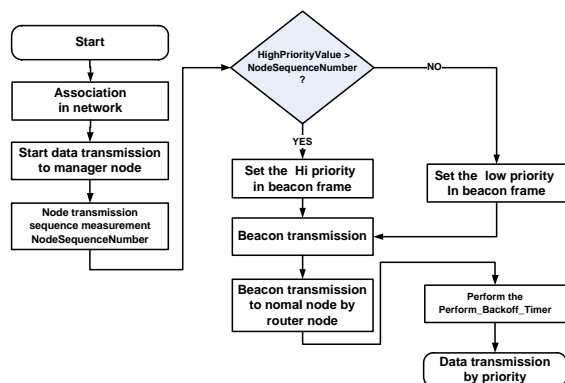 Start
Association
in network
Start data transmission
to manager node
Node transmission
sequence measurement
NodeSequenceNumber
HighPriorityValue >
NodeSequenceNumber
?
NO
YES
Set the Hi priority
in beacon frame
Set the low priority
In beacon frame
Beacon transmission
Beacon transmission
to nomal node by
router node
Perform the
Perform_Backoff_Timer
Data transmission
by priority